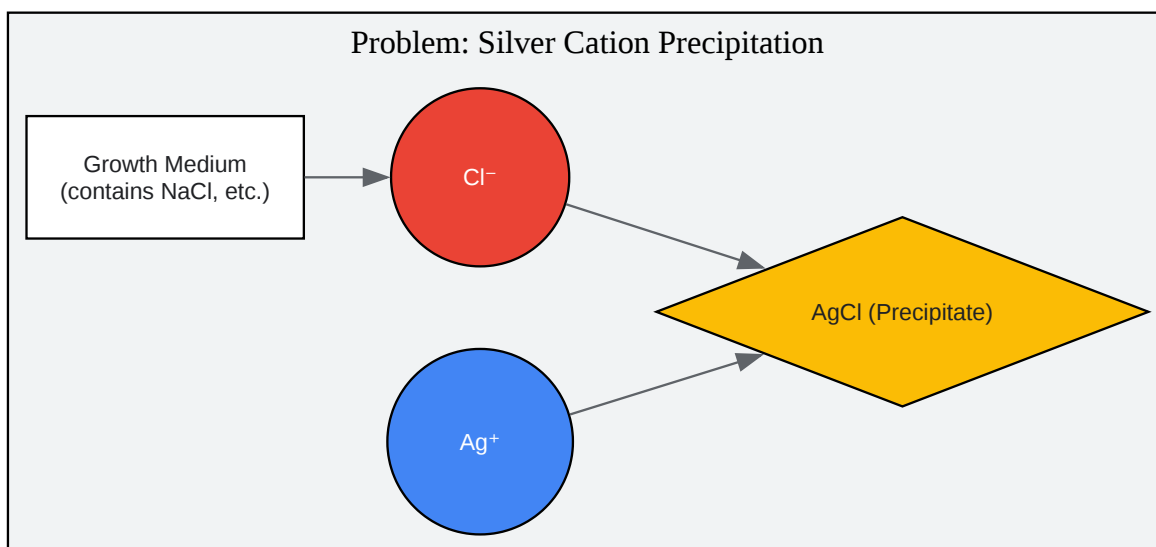 Problem: Silver Cation Precipitation
Growth Medium
(contains NaCl, etc.)
Cl⁻
AgCl (Precipitate)
Ag⁺